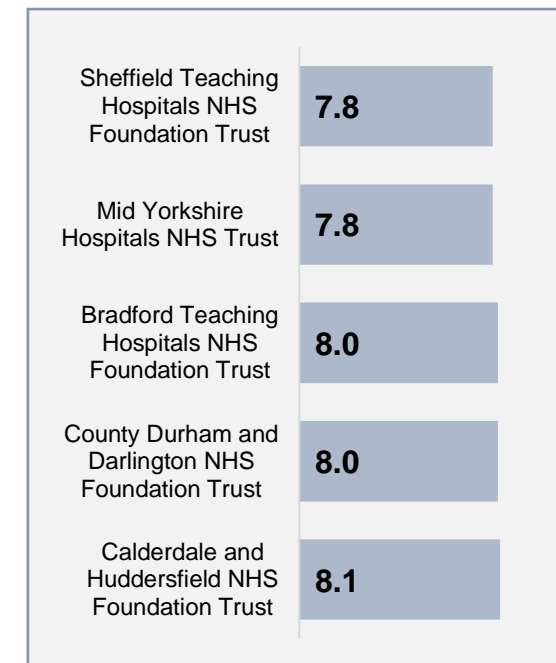 Sheffield Teaching
Hospitals NHS
Foundation Trust
7.8
Mid Yorkshire
Hospitals NHS Trust
7.8
Bradford Teaching
Hospitals NHS
Foundation Trust
8.0
County Durham and
Darlington NHS
Foundation Trust
8.0
Calderdale and
Huddersfield NHS
Foundation Trust
8.1